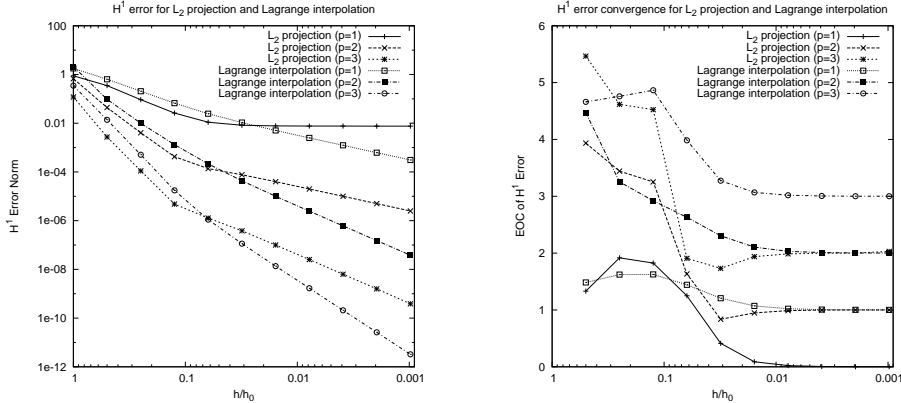 H1 error for L2 projection and Lagrange interpolation
100
1
0.01
1e-04
1e-06
1e-08
1e-10
1e-12
H1 Error Norm
L2 projection (p=1)
L2 projection (p=2)
L2 projection (p=3)
Lagrange interpolation (p=1)
Lagrange interpolation (p=2)
Lagrange interpolation (p=3)
1
0.1
0.01
0.001
h/h0
H1 error convergence for L2 projection and Lagrange interpolation
6
5
4
3
2
1
0
EOC of H1 Error
L2 projection (p=1)
L2 projection (p=2)
L2 projection (p=3)
Lagrange interpolation (p=1)
Lagrange interpolation (p=2)
Lagrange interpolation (p=3)
1
0.1
0.01
0.001
h/h0